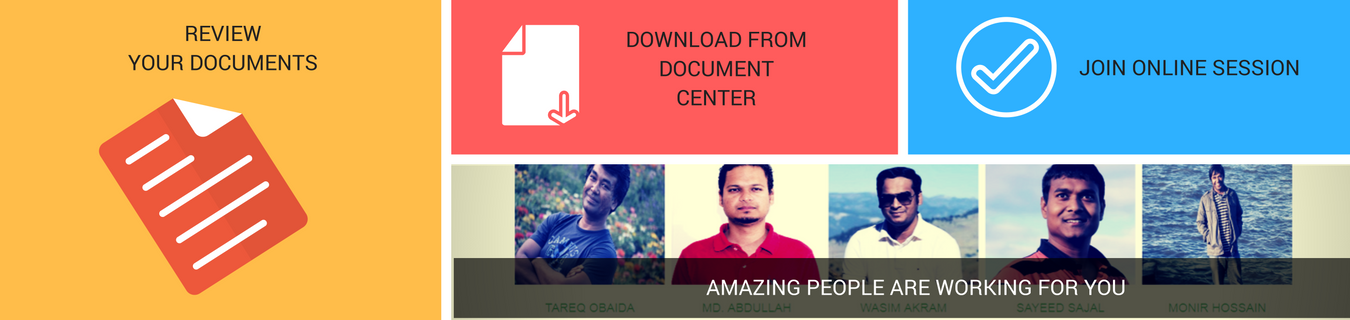 REVIEW
YOUR DOCUMENTS
DOWNLOAD FROM
DOCUMENT
CENTER
JOIN ONLINE SESSION
AMAZING PEOPLE ARE WORKING FOR YOU
TAREQ OBAIDA
MD. ABDULLAH
WASIM AKRAM
SAYEED SAJAL
MONIR HOSSAIN